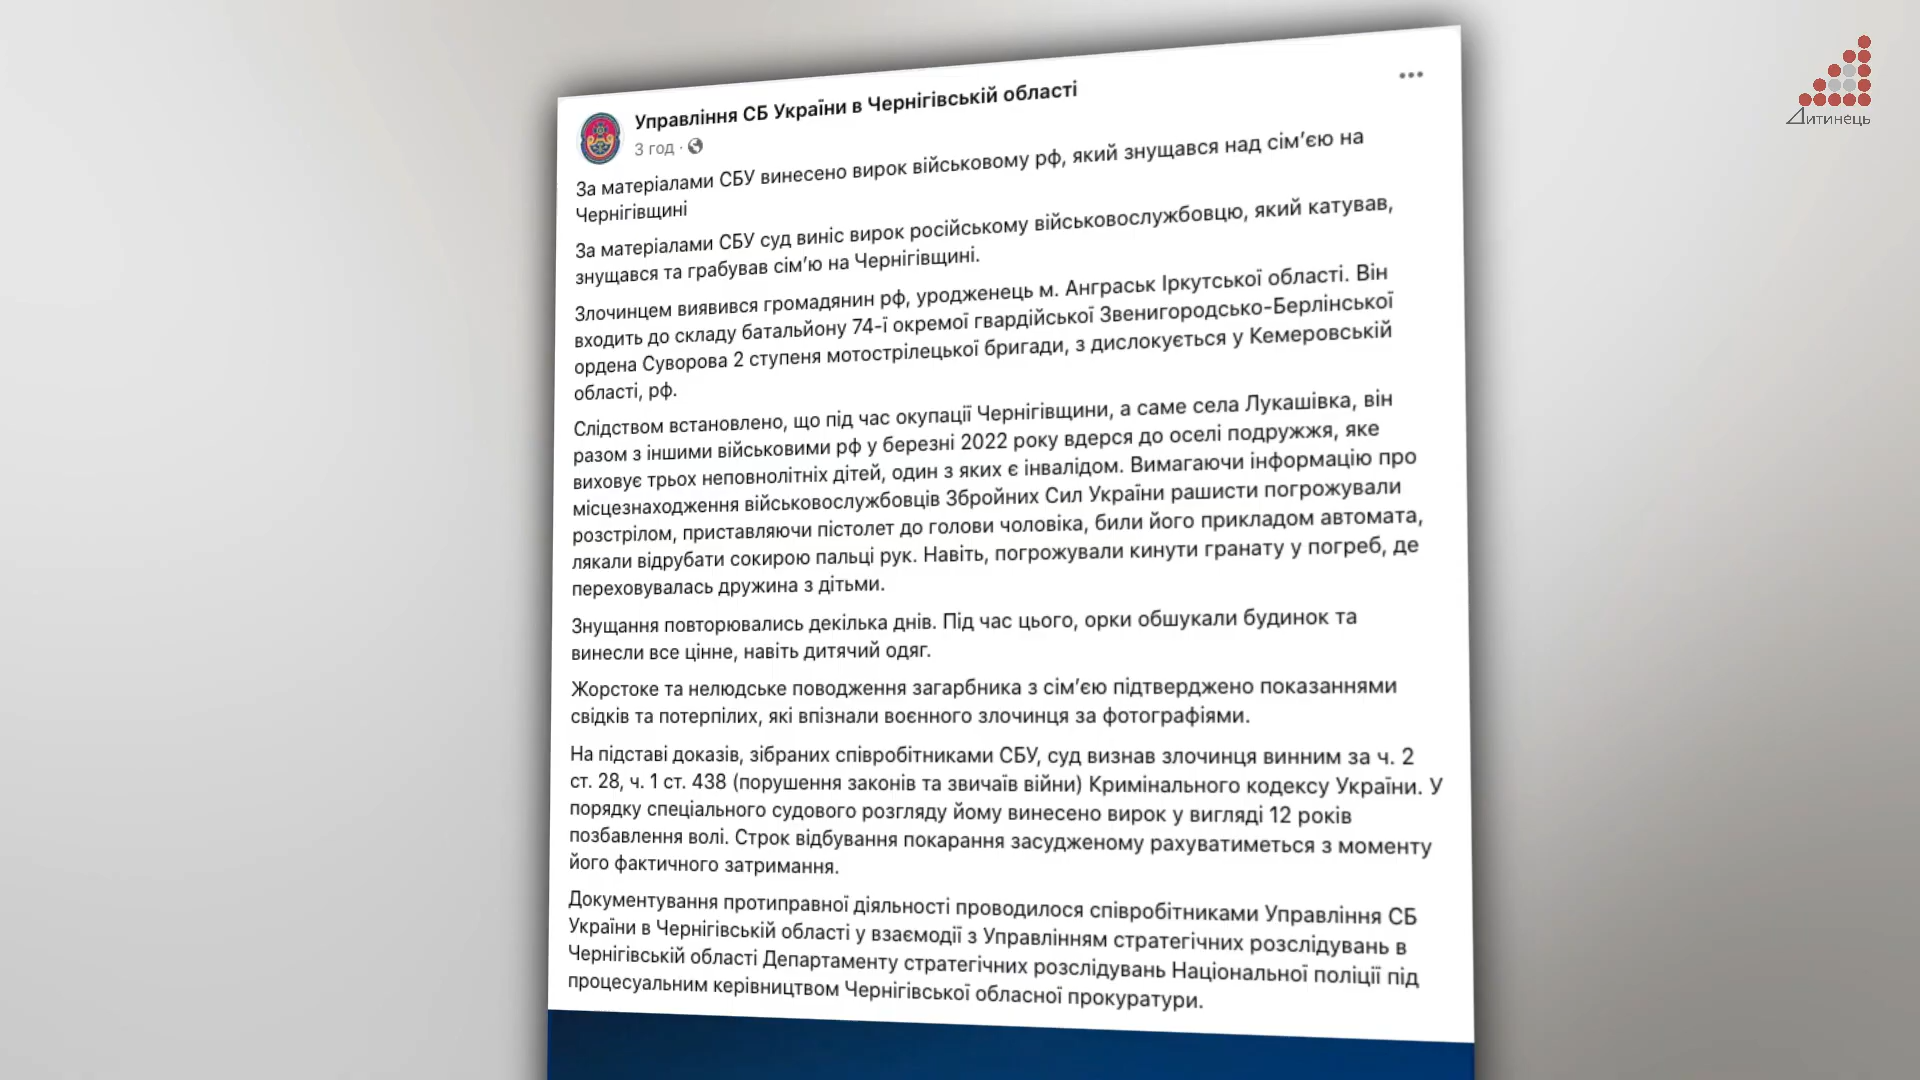 Управління СБ України в Чернігівській області
3 год ·
Дитинець
За матеріалами СБУ винесено вирок військовому рф, який знущався над сім’єю на
Чернігівщині
За матеріалами СБУ суд виніс вирок російському військовослужбовцю, який катував,
знущався та грабував сім’ю на Чернігівщині.
Злочинцем виявився громадянин рф, уродженець м. Анграськ Іркутської області. Він
входить до складу батальйону 74-ї окремої гвардійської Звенигородсько-Берлінської
ордена Суворова 2 ступеня мотострілецької бригади, з дислокується у Кемеровській
області, рф.
Слідством встановлено, що під час окупації Чернігівщини, а саме села Лукашівка, він
разом з іншими військовими рф у березні 2022 року вдерся до оселі подружжя, яке
виховує трьох неповнолітніх дітей, один з яких є інвалідом. Вимагаючи інформацію про
місцезнаходження військовослужбовців Збройних Сил України рашисти погрожували
розстрілом, приставляючи пістолет до голови чоловіка, били його прикладом автомата,
лякали відрубати сокирою пальці рук. Навіть, погрожували кинути гранату у погреб, де
переховувалась дружина з дітьми.
Знущання повторювались декілька днів. Під час цього, орки обшукали будинок та
винесли все цінне, навіть дитячий одяг.
Жорстоке та нелюдське поводження загарбника з сім’єю підтверджено показаннями
свідків та потерпілих, які впізнали воєнного злочинця за фотографіями.
На підставі доказів, зібраних співробітниками СБУ, суд визнав злочинця винним за ч. 2
ст. 28, ч. 1 ст. 438 (порушення законів та звичаїв війни) Кримінального кодексу України. У
порядку спеціального судового розгляду йому винесено вирок у вигляді 12 років
позбавлення волі. Строк відбування покарання засудженому рахуватиметься з моменту
його фактичного затримання.
Документування протиправної діяльності проводилося співробітниками Управління СБ
України в Чернігівській області у взаємодії з Управлінням стратегічних розслідувань в
Чернігівській області Департаменту стратегічних розслідувань Національної поліції під
процесуальним керівництвом Чернігівської обласної прокуратури.